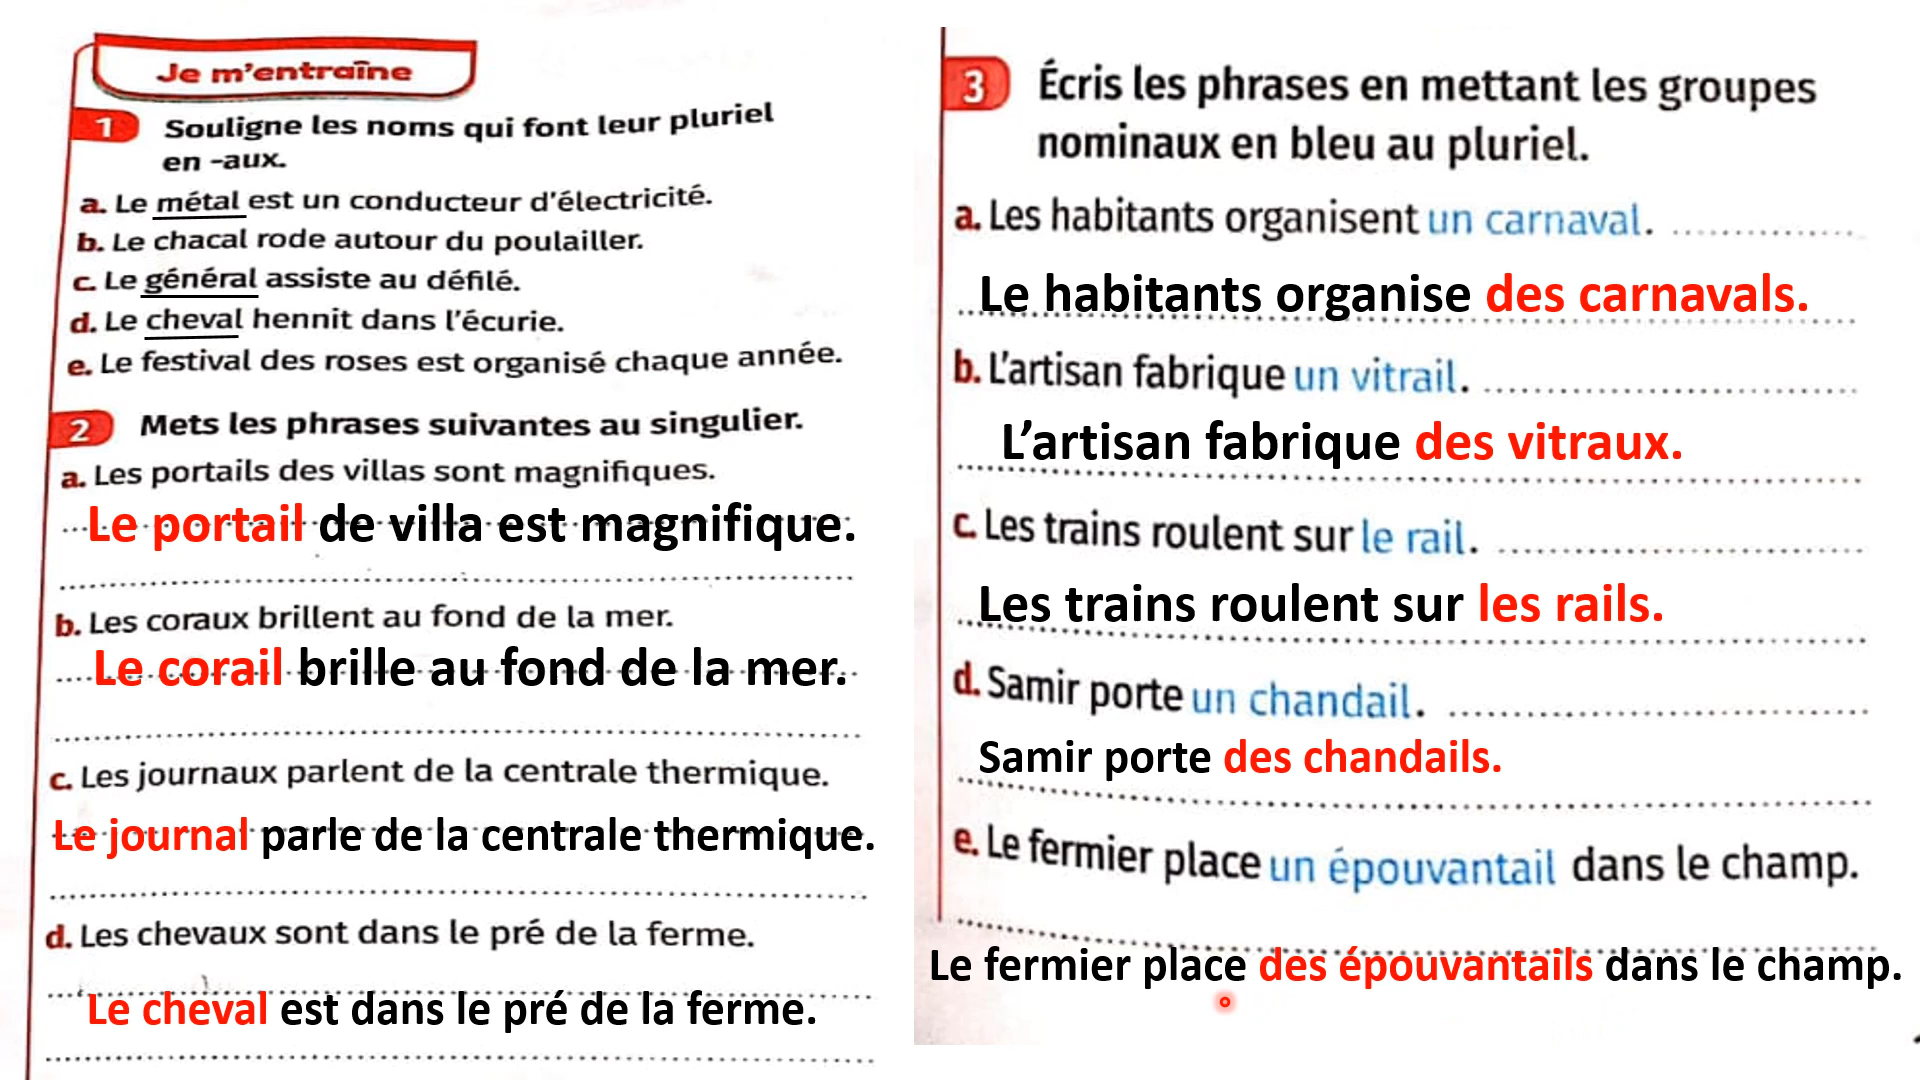 Je m'entraîne
1 Souligne les noms qui font leur pluriel
en -aux.
a. Le métal est un conducteur d'électricité.
b. Le chacal rode autour du poulailler.
c. Le général assiste au défilé.
d. Le cheval hennit dans l'écurie.
e. Le festival des roses est organisé chaque année.
2 Mets les phrases suivantes au singulier.
a. Les portails des villas sont magnifiques.
Le portail de villa est magnifique.
b. Les coraux brillent au fond de la mer.
Le corail brille au fond de la mer.
c. Les journaux parlent de la centrale thermique.
Le journal parle de la centrale thermique.
d. Les chevaux sont dans le pré de la ferme.
Le cheval est dans le pré de la ferme.
3 Écris les phrases en mettant les groupes
nominaux en bleu au pluriel.
a. Les habitants organisent un carnaval.
Le habitants organise des carnavals.
b. L'artisan fabrique un vitrail.
L'artisan fabrique des vitraux.
c. Les trains roulent sur le rail.
Les trains roulent sur les rails.
d. Samir porte un chandail.
Samir porte des chandails.
e. Le fermier place un épouvantail dans le champ.
Le fermier place des épouvantails dans le champ.